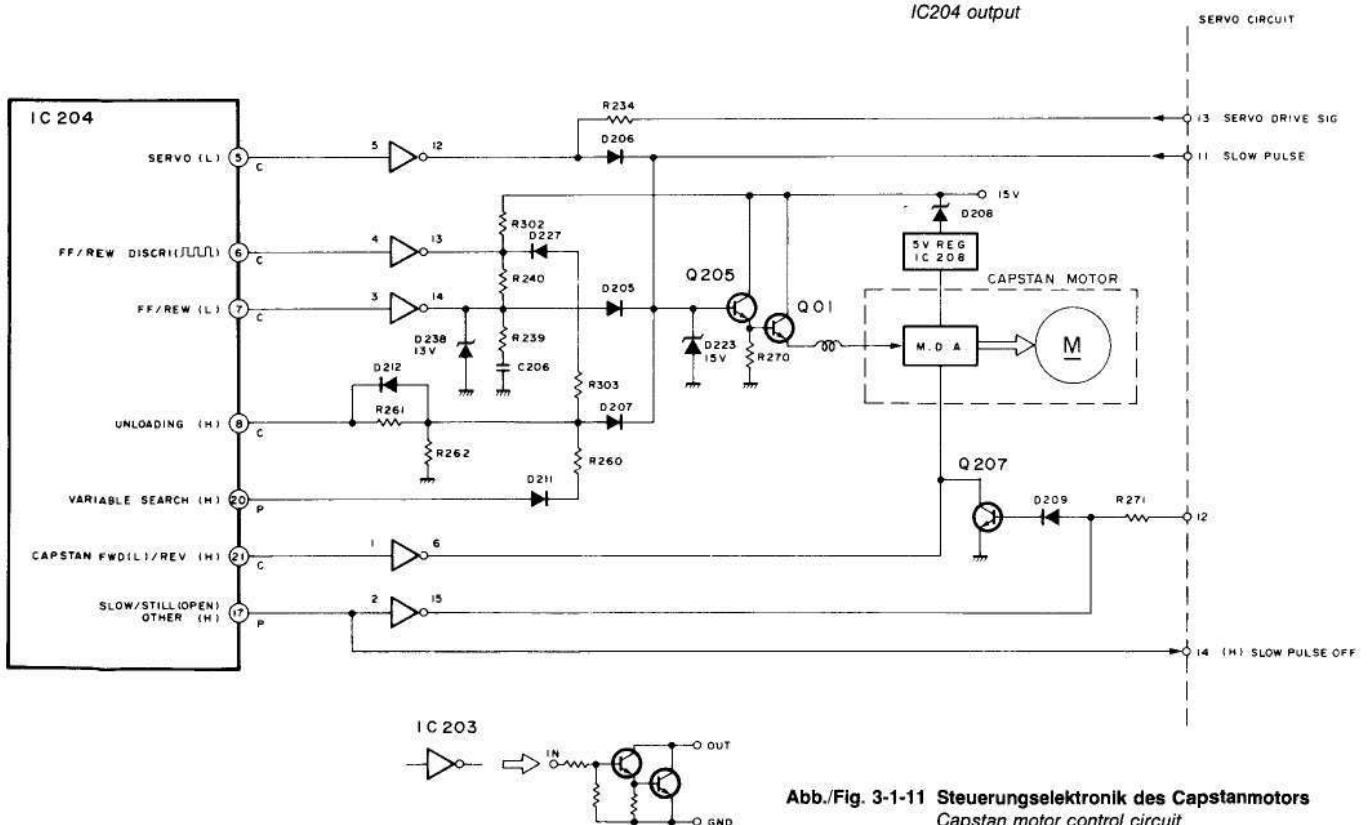 IC204 output
SERVO CIRCUIT
IC 204
SERVO (L) 5 C
5 12
R234
D206
13 SERVO DRIVE SIG
11 SLOW PULSE
15V
D208
5V REG
IC 208
CAPSTAN MOTOR
FF/REW DISCRI ( ) 6 C
4 13
R302
D227
R240
Q205
Q01
FF/REW (L) 7 C
3 14
D205
D238
13V
R239
C206
D223
15V
R270
M.D.A
M
D212
R261
R303
D207
UNLOADING (H) 8 C
R262
R260
Q207
D211
D209
R271
12
VARIABLE SEARCH (H) 20 P
CAPSTAN FWD(L)/REV (H) 21 C
1 6
SLOW/STILL(OPEN)
OTHER (H) 17 P
2 15
14 (H) SLOW PULSE OFF
IC203
IN
OUT
GND
Abb./Fig. 3-1-11 Steuerungselektronik des Capstanmotors
Capstan motor control circuit